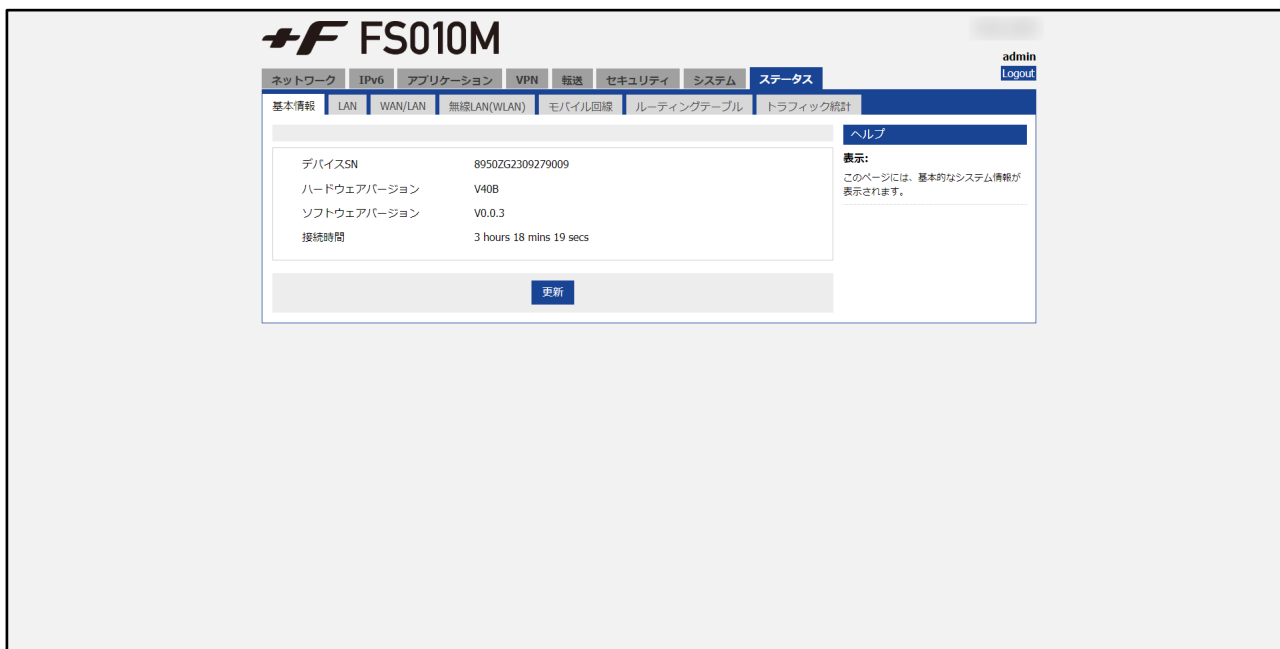 +F FS010M
admin
Logout
ネットワーク IPv6 アプリケーション VPN 転送 セキュリティ システム ステータス
基本情報 LAN WAN/LAN 無線LAN(WLAN) モバイル回線 ルーティングテーブル トラフィック統計
デバイスSN 8950ZG2309279009
ハードウェアバージョン V40B
ソフトウェアバージョン V0.0.3
接続時間 3 hours 18 mins 19 secs
更新
ヘルプ
表示:
このページには、基本的なシステム情報が
表示されます。